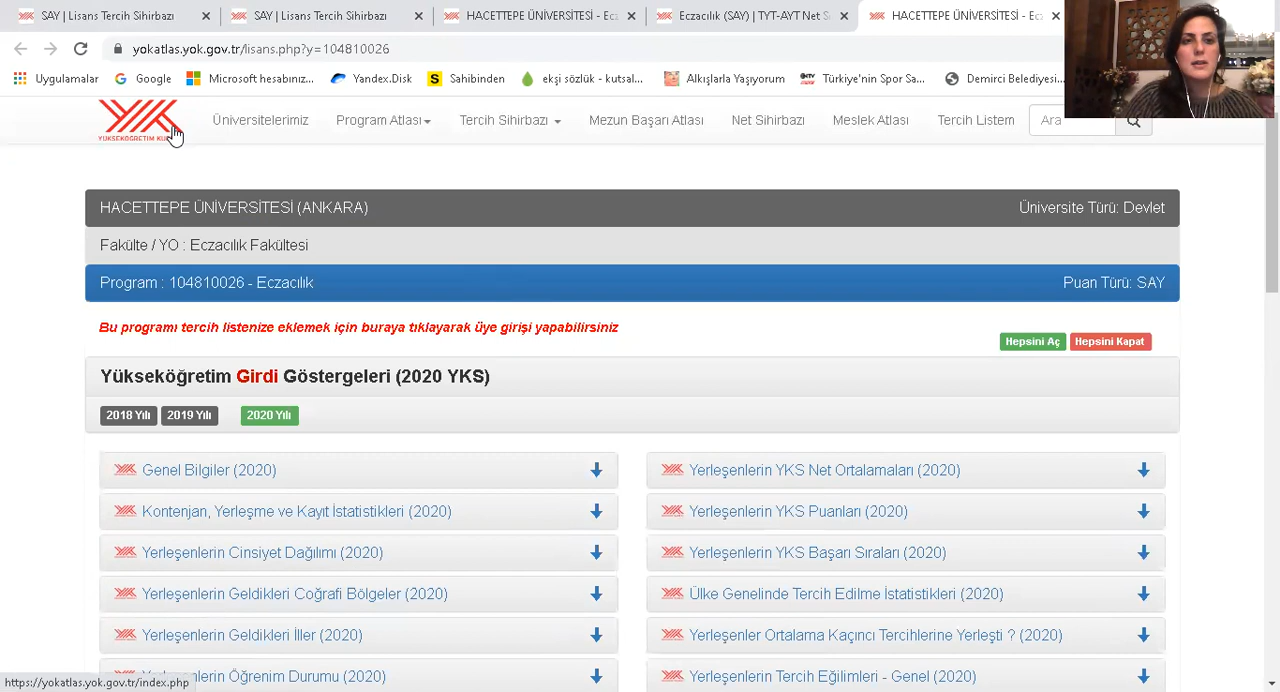 SAY | Lisans Tercih Sihirbazı
SAY | Lisans Tercih Sihirbazı
HACETTEPE ÜNİVERSİTESİ - Ecz
Eczacılık (SAY) | TYT-AYT Net S
HACETTEPE ÜNİVERSİTESİ - Ecz
yokatlas.yok.gov.tr/lisans.php?y=104810026
Uygulamalar
Google
Microsoft hesabınız...
Yandex.Disk
Sahibinden
ekşi sözlük - kutsal...
Alkışlarla Yaşıyorum
Türkiye'nin Spor Sa...
Demirci Belediyesi...
YÜKSEKÖĞRETİM KU
Üniversitelerimiz
Program Atlası
Tercih Sihirbazı
Mezun Başarı Atlası
Net Sihirbazı
Meslek Atlası
Tercih Listem
Ara
HACETTEPE ÜNİVERSİTESİ (ANKARA)
Üniversite Türü: Devlet
Fakülte / YO : Eczacılık Fakültesi
Program : 104810026 - Eczacılık
Puan Türü: SAY
Bu programı tercih listenize eklemek için buraya tıklayarak üye girişi yapabilirsiniz
Hepsini Aç
Hepsini Kapat
Yükseköğretim Girdi Göstergeleri (2020 YKS)
2018 Yılı
2019 Yılı
2020 Yılı
Genel Bilgiler (2020)
Yerleşenlerin YKS Net Ortalamaları (2020)
Kontenjan, Yerleşme ve Kayıt İstatistikleri (2020)
Yerleşenlerin YKS Puanları (2020)
Yerleşenlerin Cinsiyet Dağılımı (2020)
Yerleşenlerin YKS Başarı Sıraları (2020)
Yerleşenlerin Geldikleri Coğrafi Bölgeler (2020)
Ülke Genelinde Tercih Edilme İstatistikleri (2020)
Yerleşenlerin Geldikleri İller (2020)
Yerleşenler Ortalama Kaçıncı Tercihlerine Yerleşti ? (2020)
Öğrenim Durumu (2020)
Yerleşenlerin Tercih Eğilimleri - Genel (2020)
https://yokatlas.yok.gov.tr/index.php